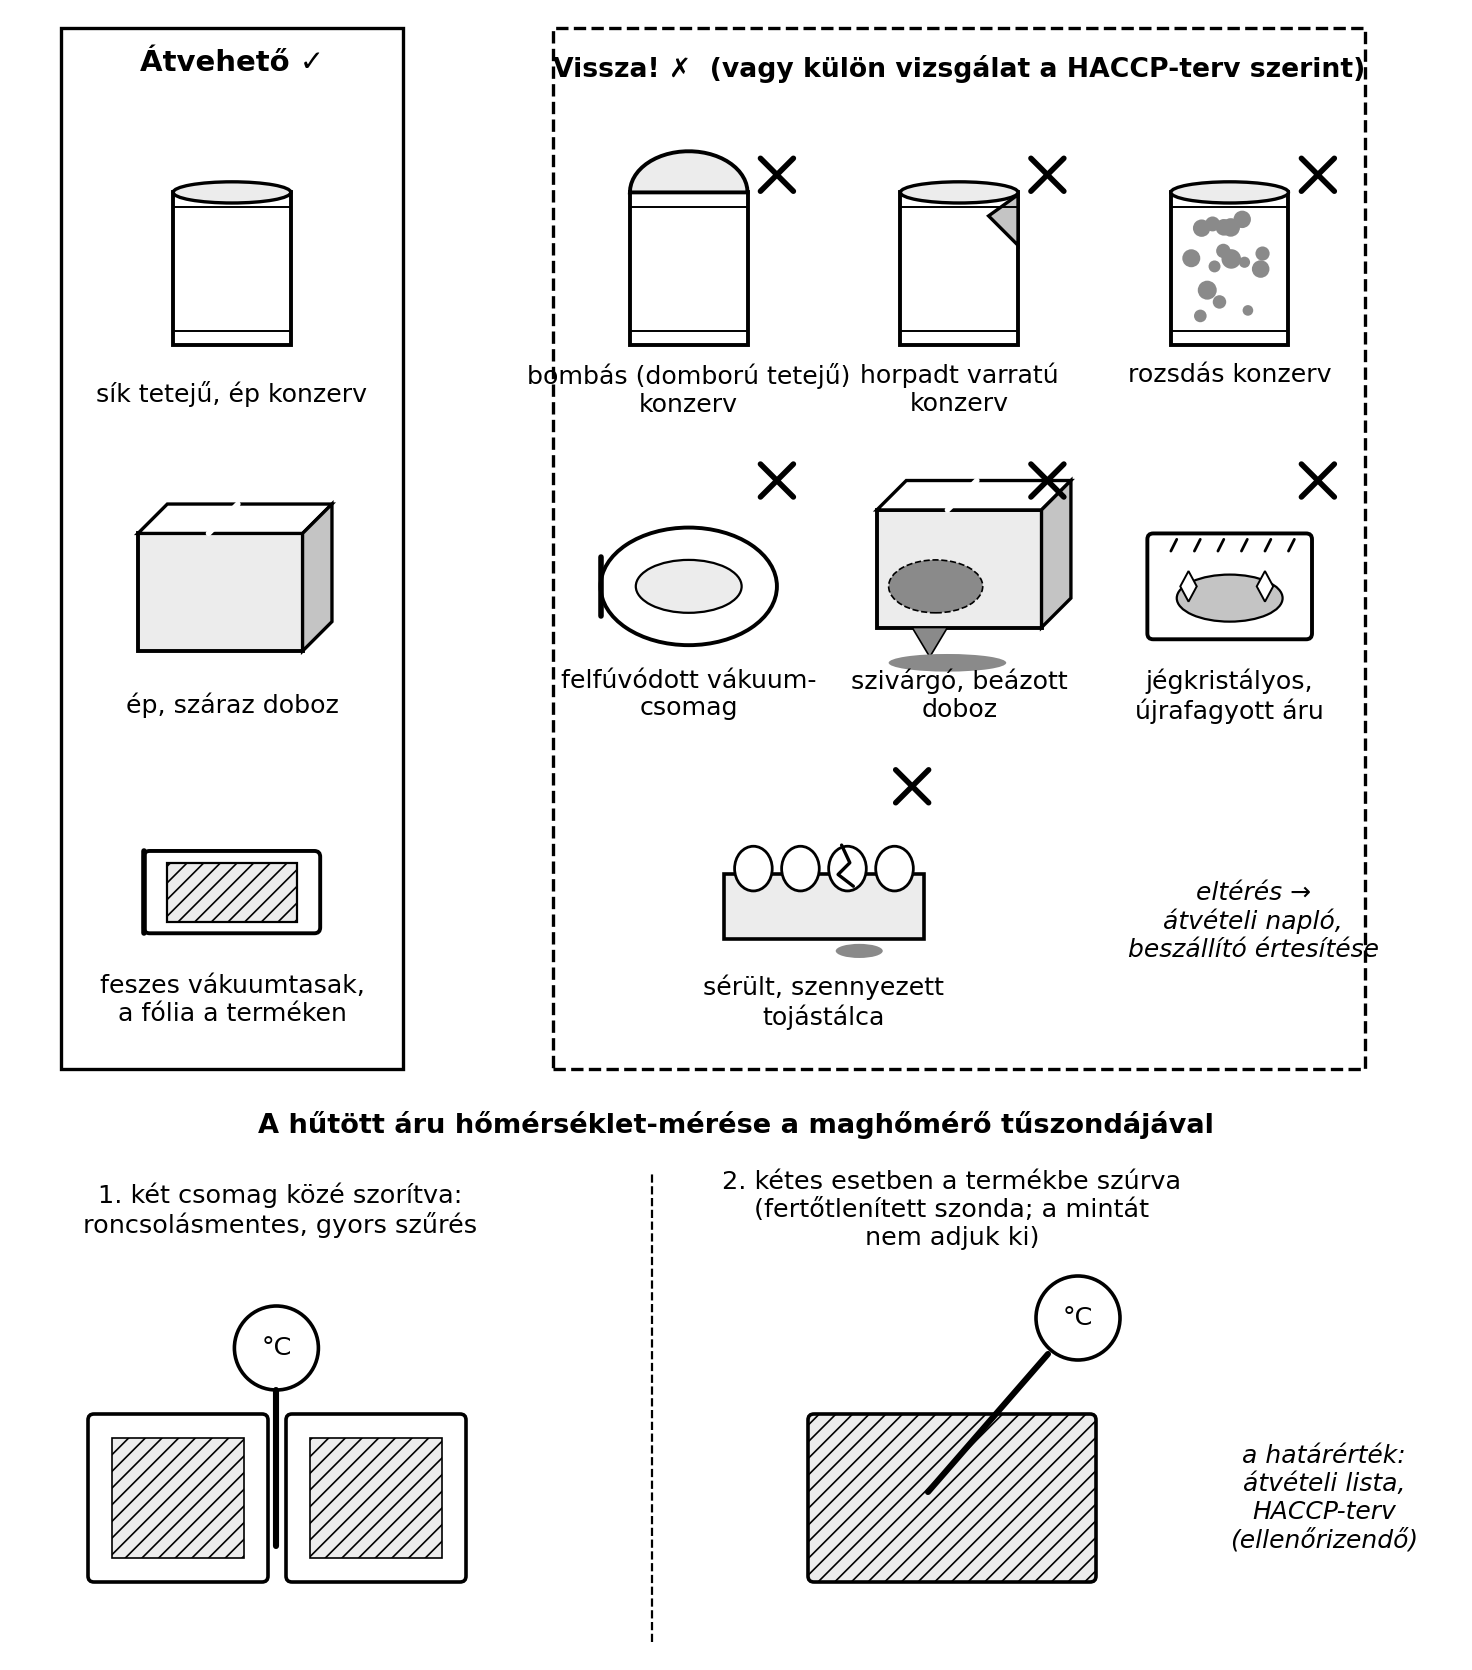 Átvehető ✓
sík tetejű, ép konzerv
ép, száraz doboz
feszes vákuumtasak,
a fólia a terméken
Vissza! ✗ (vagy külön vizsgálat a HACCP-terv szerint)
bombás (domború tetejű)
konzerv
horpadt varratú
konzerv
rozsdás konzerv
felfúvódott vákuum-
csomag
szivárgó, beázott
doboz
jégkristályos,
újrafagyott áru
sérült, szennyezett
tojástálca
eltérés →
átvételi napló,
beszállító értesítése
A hűtött áru hőmérséklet-mérése a maghőmérő tűszondájával
1. két csomag közé szorítva:
roncsolásmentes, gyors szűrés
°C
2. kétes esetben a termékbe szúrva
(fertőtlenített szonda; a mintát
nem adjuk ki)
°C
a határérték:
átvételi lista,
HACCP-terv
(ellenőrizendő)